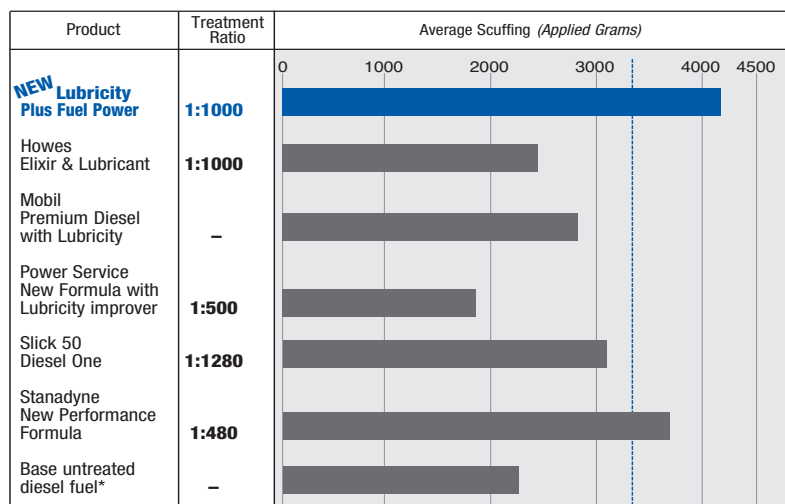 Product
Treatment
Ratio
Average Scuffing (Applied Grams)
0 1000 2000 3000 4000 4500
NEW Lubricity
Plus Fuel Power
1:1000
Howes
Elixir & Lubricant
1:1000
Mobil
Premium Diesel
with Lubricity
–
Power Service
New Formula with
Lubricity improver
1:500
Slick 50
Diesel One
1:1280
Stanadyne
New Performance
Formula
1:480
Base untreated
diesel fuel*
–